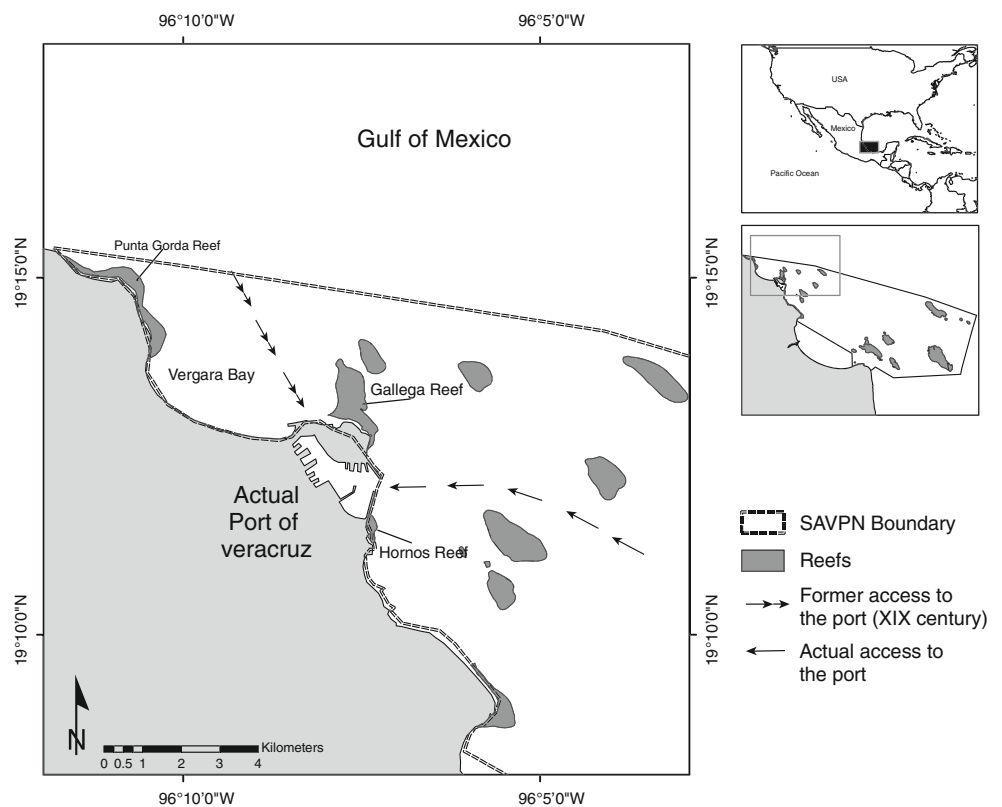 96°10'0"W
96°5'0"W
Gulf of Mexico
19°15'0"N
19°15'0"N
Punta Gorda Reef
Vergara Bay
Gallega Reef
Actual
Port of
veracruz
Hornos Reef
19°10'0"N
19°10'0"N
N
Kilometers
0 0.5 1 2 3 4
96°10'0"W
96°5'0"W
USA
Mexico
Pacific Ocean
SAVPN Boundary
Reefs
Former access to
the port (XIX century)
Actual access to
the port